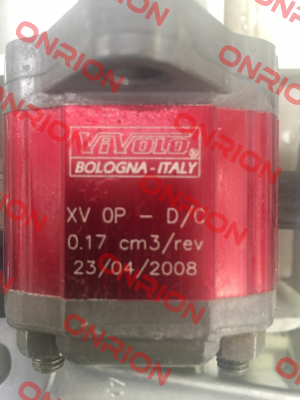 ONRION
ONRION
ONRION
VIVOLO®
BOLOGNA-ITALY
XV 0P - D/C
0.17 cm3/rev
23/04/2008
ONRION
ONRION
ONRION
ONRION
ONRION